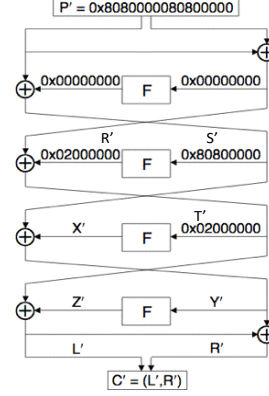 P' = 0x8080000080800000
0x00000000 F 0x00000000
R' S'
0x02000000 F 0x80800000
T'
X' F 0x02000000
Z' F Y'
L' R'
C' = (L',R')